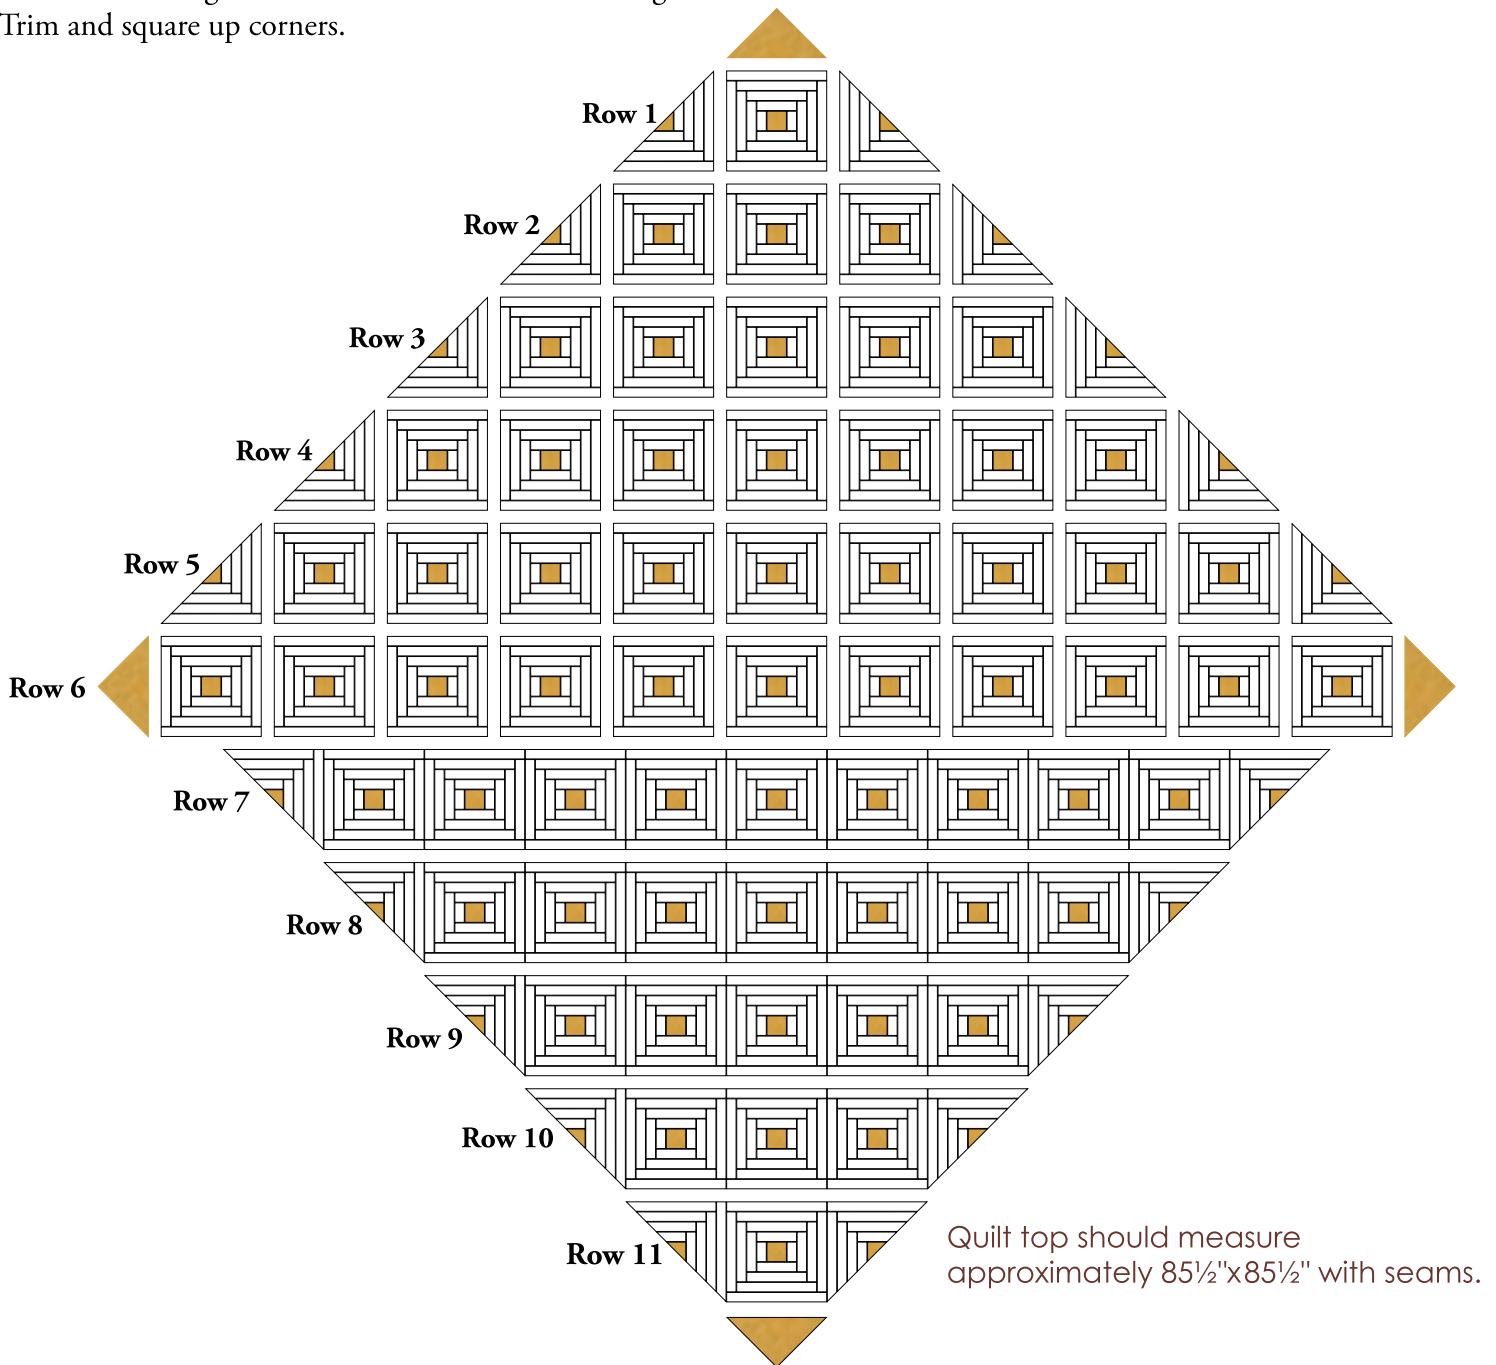 Trim and square up corners.
Row 1
Row 2
Row 3
Row 4
Row 5
Row 6
Row 7
Row 8
Row 9
Row 10
Row 11
Quilt top should measure
approximately 85½"x85½" with seams.